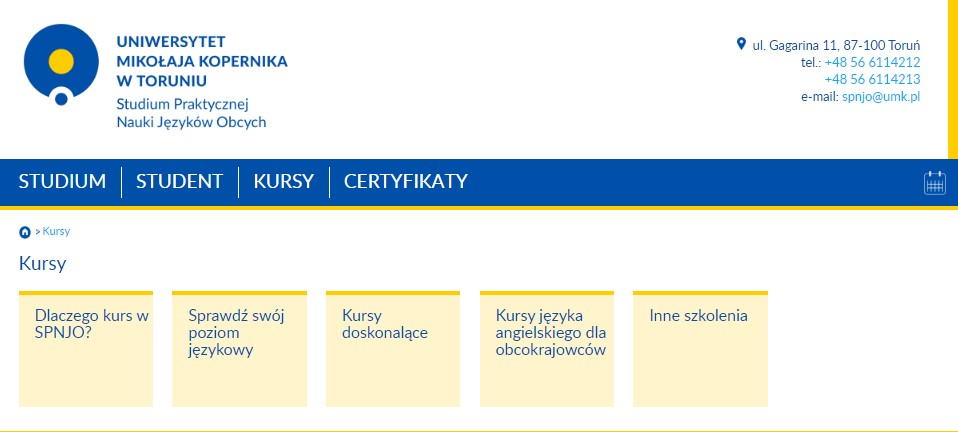 UNIWERSYTET
MIKOŁAJA KOPERNIKA
W TORUNIU
Studium Praktycznej
Nauki Języków Obcych
ul. Gagarina 11, 87-100 Toruń
tel.: +48 56 6114212
+48 56 6114213
e-mail: spnjo@umk.pl
STUDIUM STUDENT KURSY CERTYFIKATY
> Kursy
Kursy
Dlaczego kurs w
SPNJO?
Sprawdź swój
poziom
językowy
Kursy
doskonalące
Kursy języka
angielskiego dla
obcokrajowców
Inne szkolenia